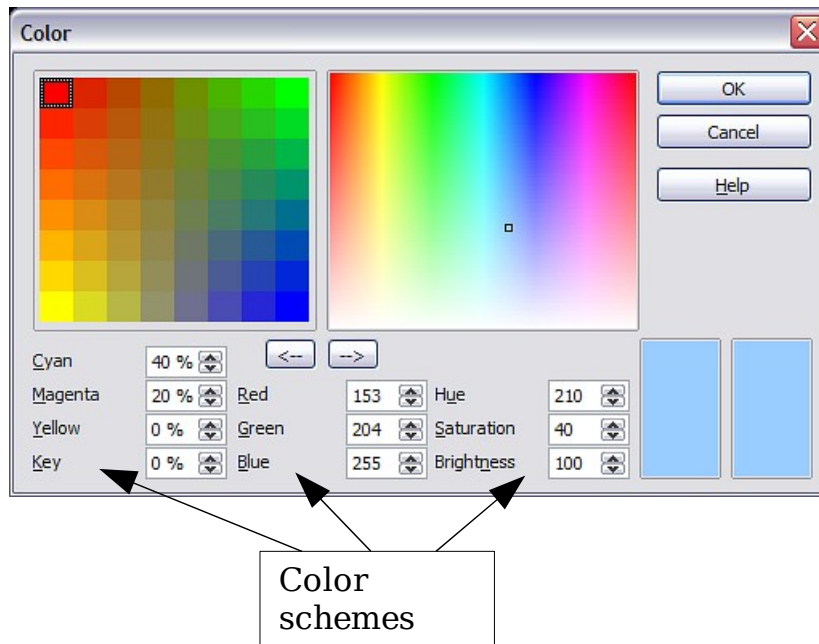 Color
OK
Cancel
Help
<-- -->
Cyan 40 %
Magenta 20 % Red 153 Hue 210
Yellow 0 % Green 204 Saturation 40
Key 0 % Blue 255 Brightness 100
Color
schemes